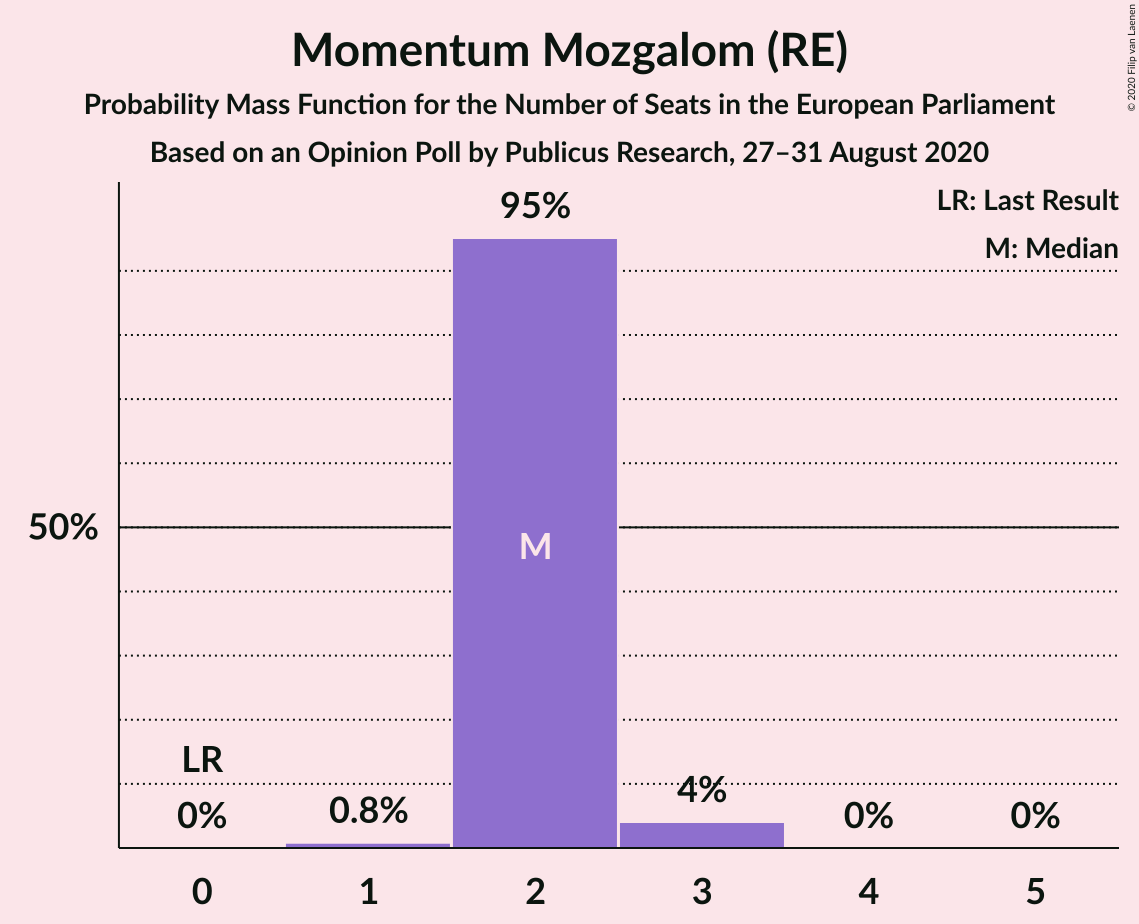 Momentum Mozgalom (RE)
Probability Mass Function for the Number of Seats in the European Parliament
Based on an Opinion Poll by Publicus Research, 27–31 August 2020
© 2020 Filip van Laenen
LR: Last Result
M: Median
95%
50%
M
LR
0%
0.8%
4%
0%
0%
0
1
2
3
4
5